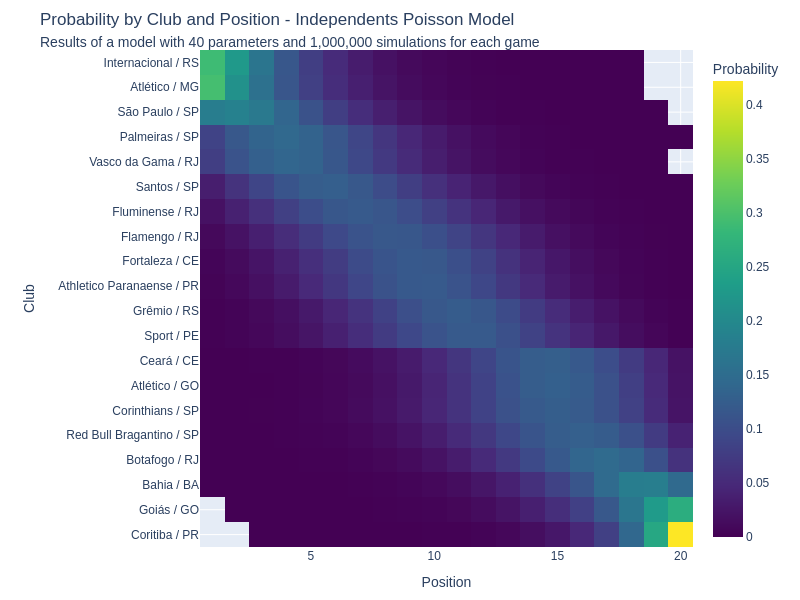 Probability by Club and Position - Independents Poisson Model
Results of a model with 40 parameters and 1,000,000 simulations for each game
Internacional / RS
Atlético / MG
São Paulo / SP
Palmeiras / SP
Vasco da Gama / RJ
Santos / SP
Fluminense / RJ
Flamengo / RJ
Fortaleza / CE
Athletico Paranaense / PR
Grêmio / RS
Sport / PE
Ceará / CE
Atlético / GO
Corinthians / SP
Red Bull Bragantino / SP
Botafogo / RJ
Bahia / BA
Goiás / GO
Coritiba / PR
Club
5
10
15
20
Position
Probability
0.4
0.35
0.3
0.25
0.2
0.15
0.1
0.05
0